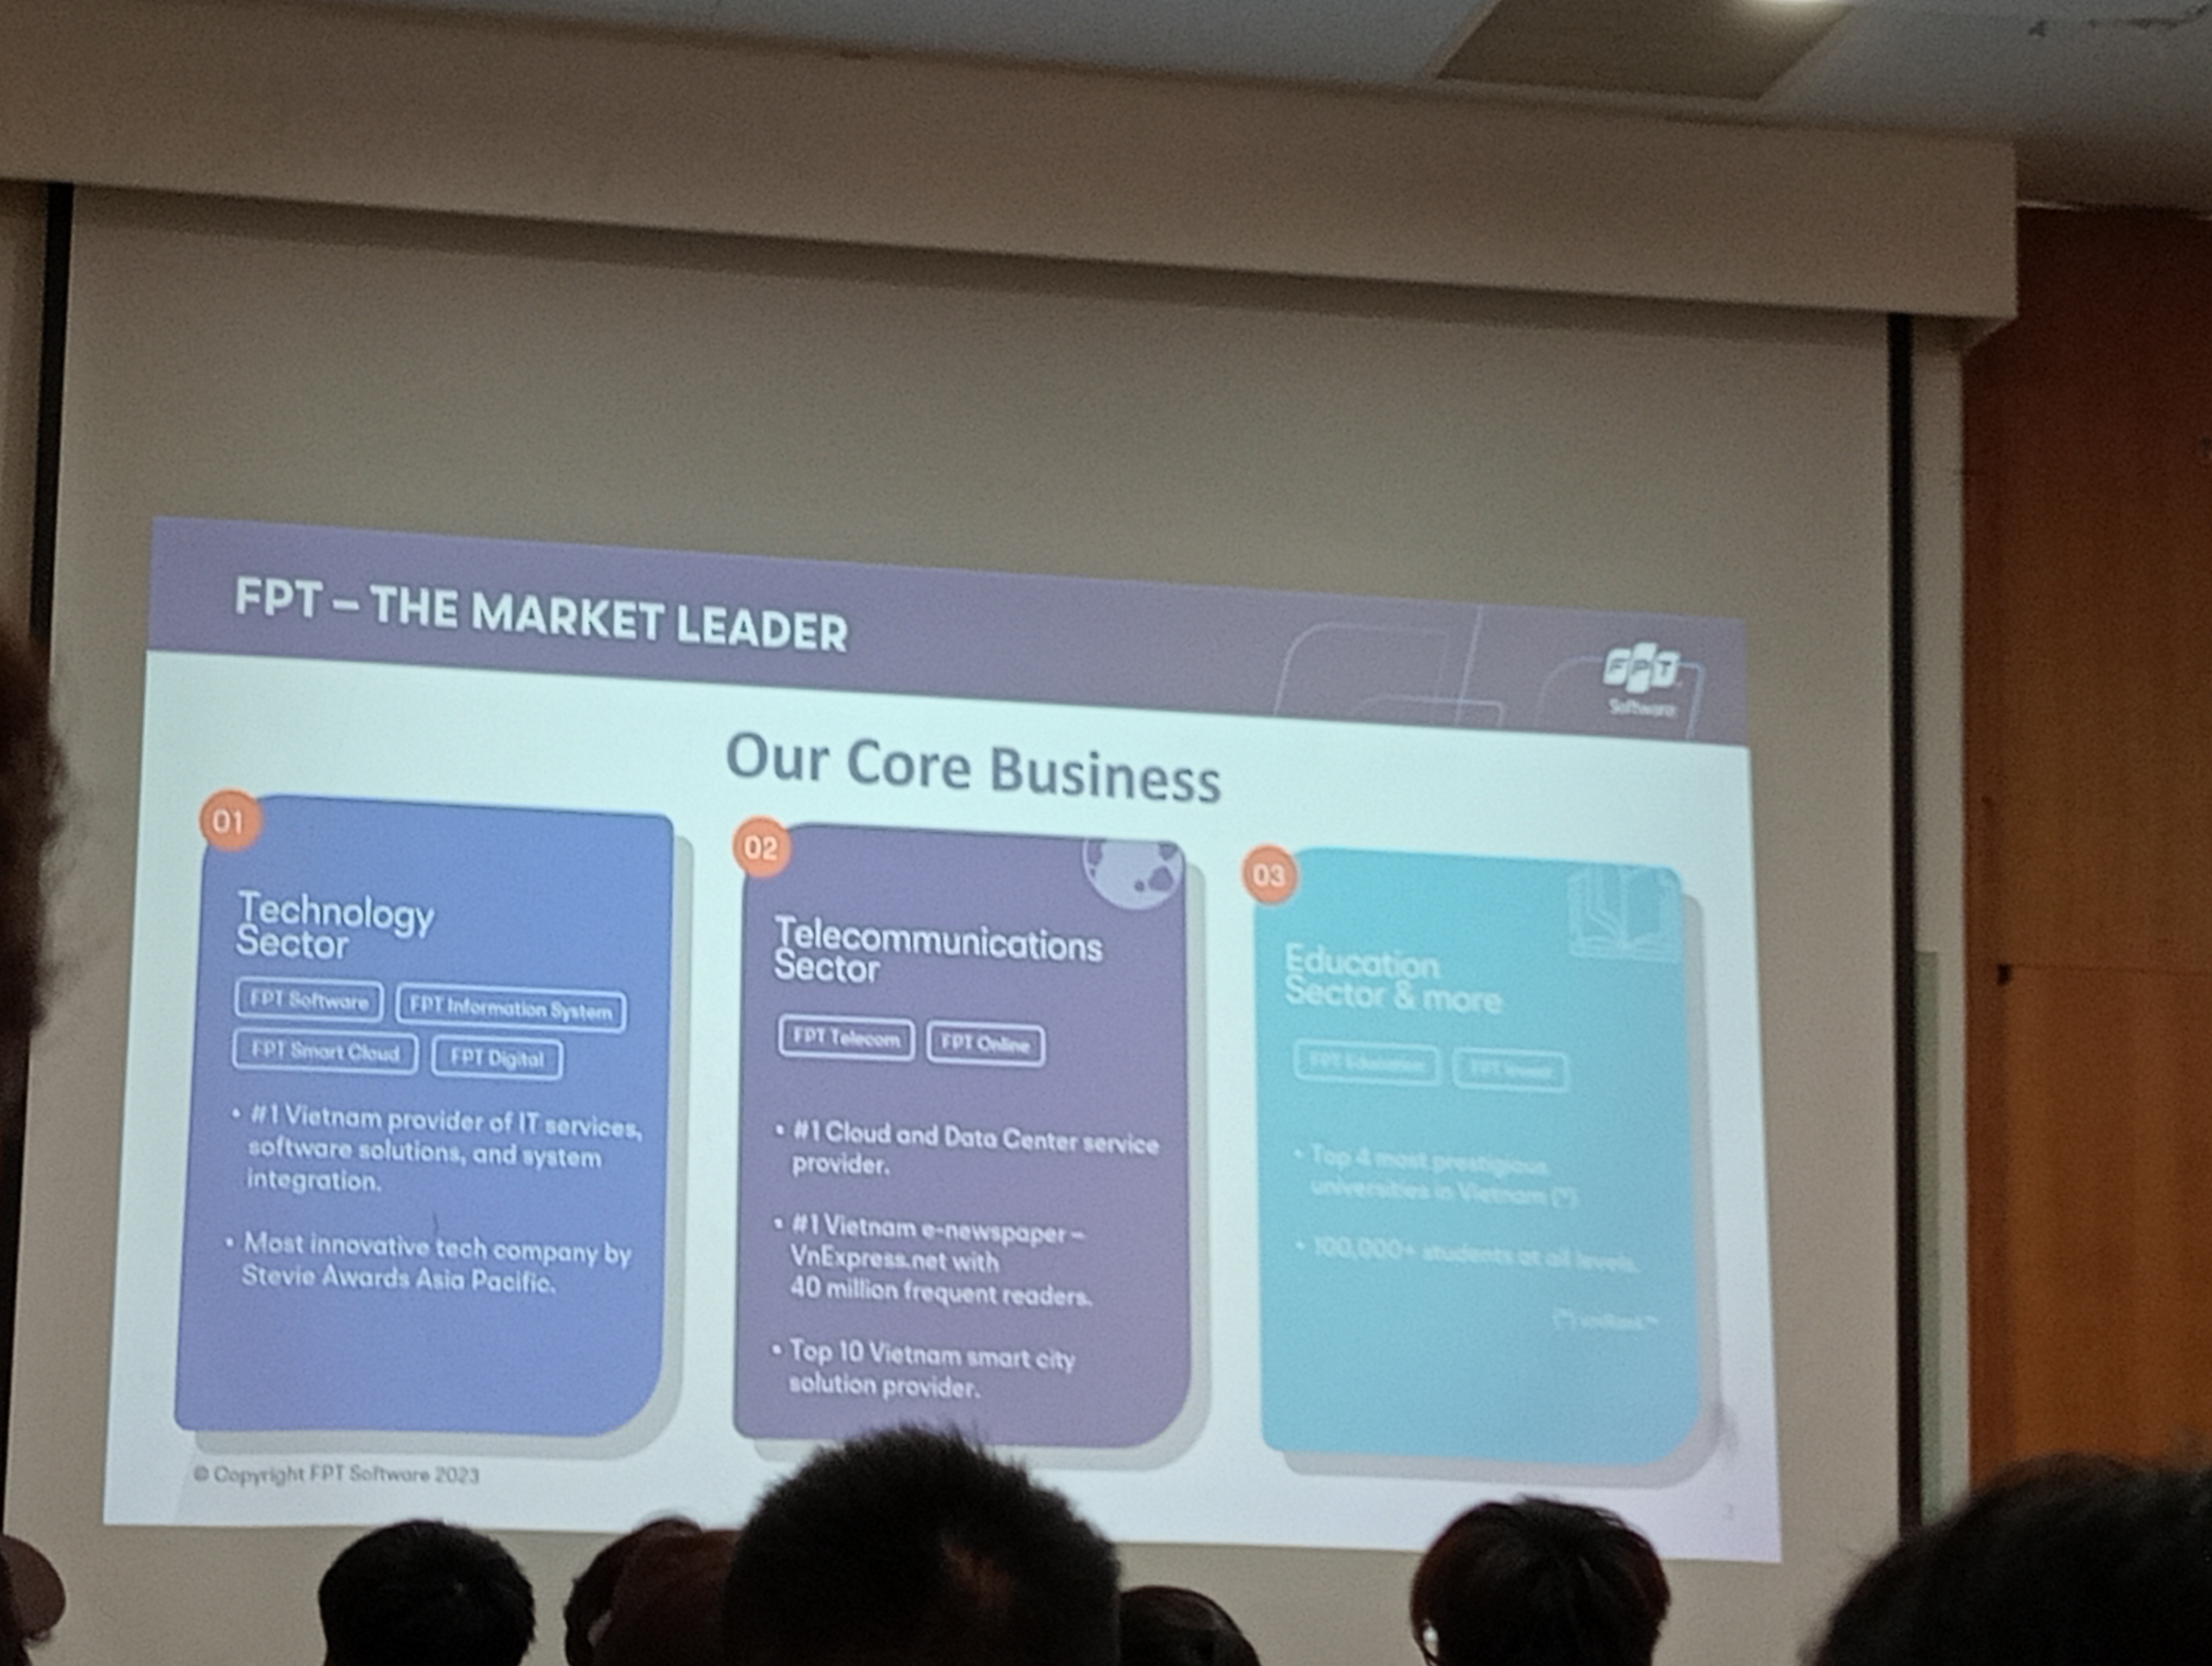 FPT – THE MARKET LEADER
FPT
Software
Our Core Business
01
Technology
Sector
FPT Software
FPT Information System
FPT Smart Cloud
FPT Digital
• #1 Vietnam provider of IT services,
software solutions, and system
integration.
• Most innovative tech company by
Stevie Awards Asia Pacific.
02
Telecommunications
Sector
FPT Telecom
FPT Online
• #1 Cloud and Data Center service
provider.
• #1 Vietnam e-newspaper –
VnExpress.net with
40 million frequent readers.
• Top 10 Vietnam smart city
solution provider.
03
Education
Sector & more
FPT Education
FPT
• Top 4 most prestigious
universities in Vietnam (*)
• 100,000+ students at all levels.
© Copyright FPT Software 2023